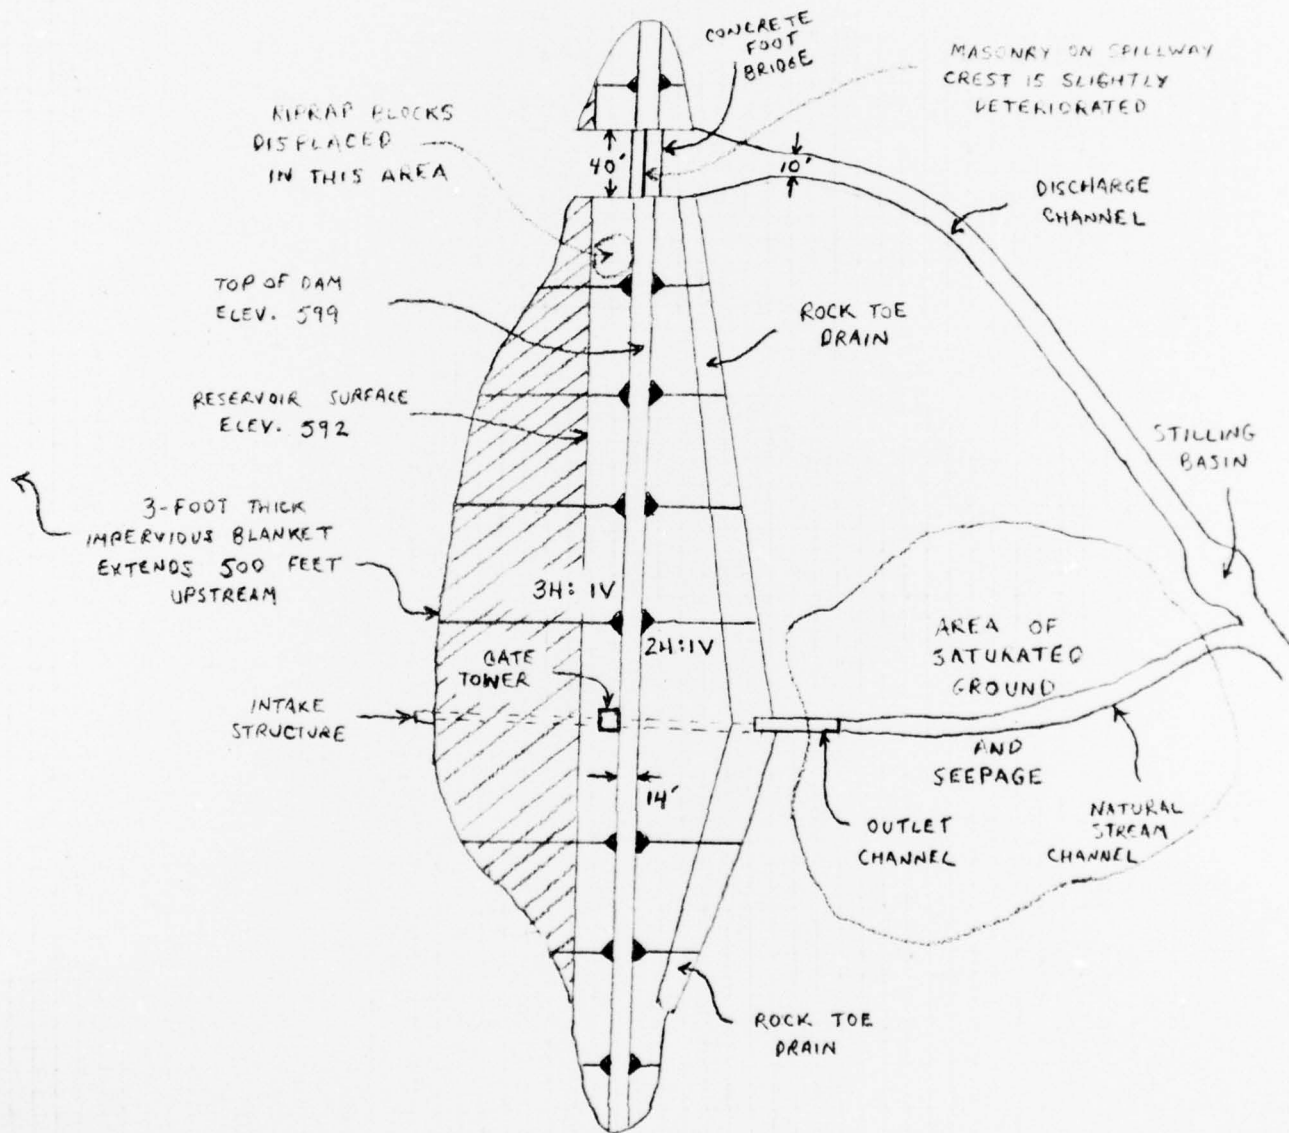 CONCRETE
FOOT
BRIDGE
MASONRY ON SPILLWAY
CREST IS SLIGHTLY
DETERIORATED
RIPRAP BLOCKS
DISPLACED
IN THIS AREA
40'
10'
DISCHARGE
CHANNEL
TOP OF DAM
ELEV. 599
ROCK TOE
DRAIN
RESERVOIR SURFACE
ELEV. 592
STILLING
BASIN
3-FOOT THICK
IMPERVIOUS BLANKET
EXTENDS 500 FEET
UPSTREAM
3H:1V
2H:1V
AREA OF
SATURATED
GROUND
AND
SEEPAGE
GATE
TOWER
INTAKE
STRUCTURE
14'
OUTLET
CHANNEL
NATURAL
STREAM
CHANNEL
ROCK TOE
DRAIN